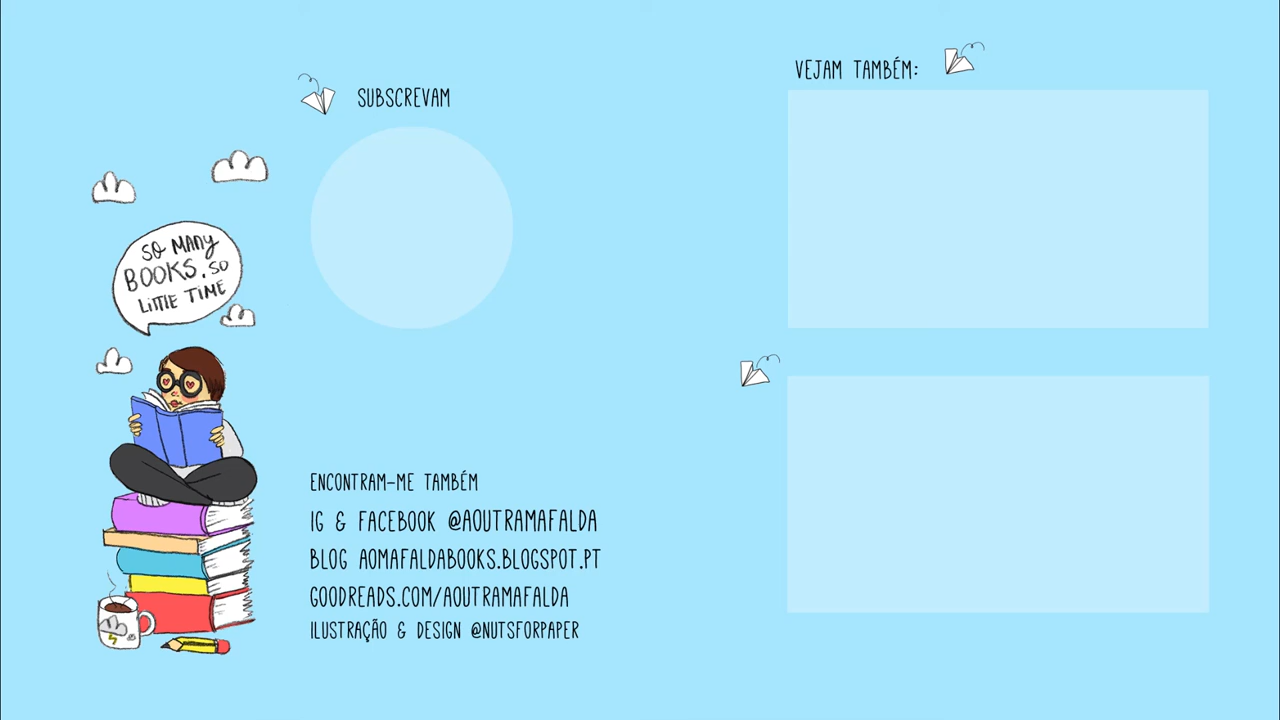 SUBSCREVAM
VEJAM TAMBÉM:
SO MANY
BOOKS, SO
LITTLE TIME
ENCONTRAM-ME TAMBÉM
IG & FACEBOOK @AOUTRAMAFALDA
BLOG AOMAFALDABOOKS.BLOGSPOT.PT
GOODREADS.COM/AOUTRAMAFALDA
ILUSTRAÇÃO & DESIGN @NUTSFORPAPER